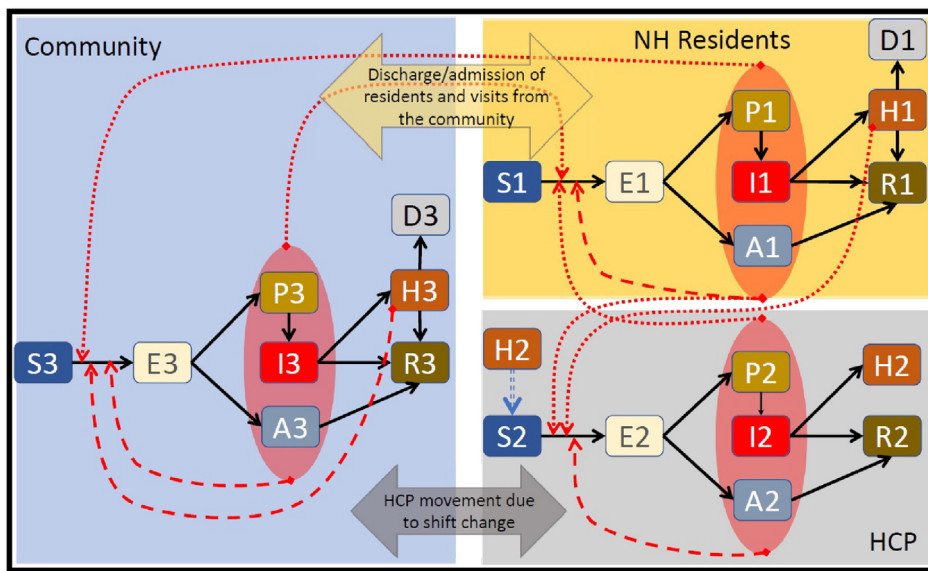 Community
NH Residents
D1
Discharge/admission of
residents and visits from
the community
P1
H1
S1
E1
I1
R1
A1
D3
P3
H3
S3
E3
I3
R3
A3
H2
P2
H2
S2
E2
I2
R2
A2
HCP movement due
to shift change
HCP